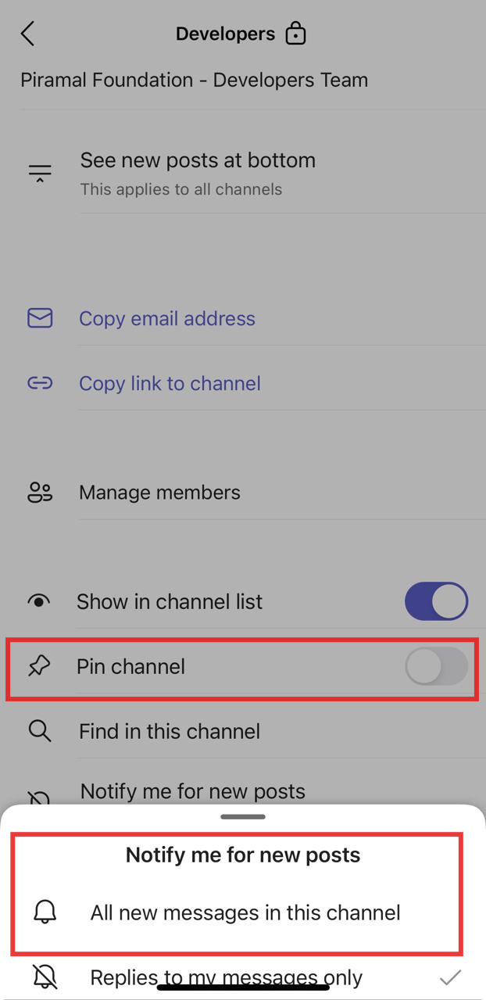 Developers
Piramal Foundation - Developers Team
See new posts at bottom
This applies to all channels
Copy email address
Copy link to channel
Manage members
Show in channel list
Pin channel
Find in this channel
Notify me for new posts
Notify me for new posts
All new messages in this channel
Replies to my messages only